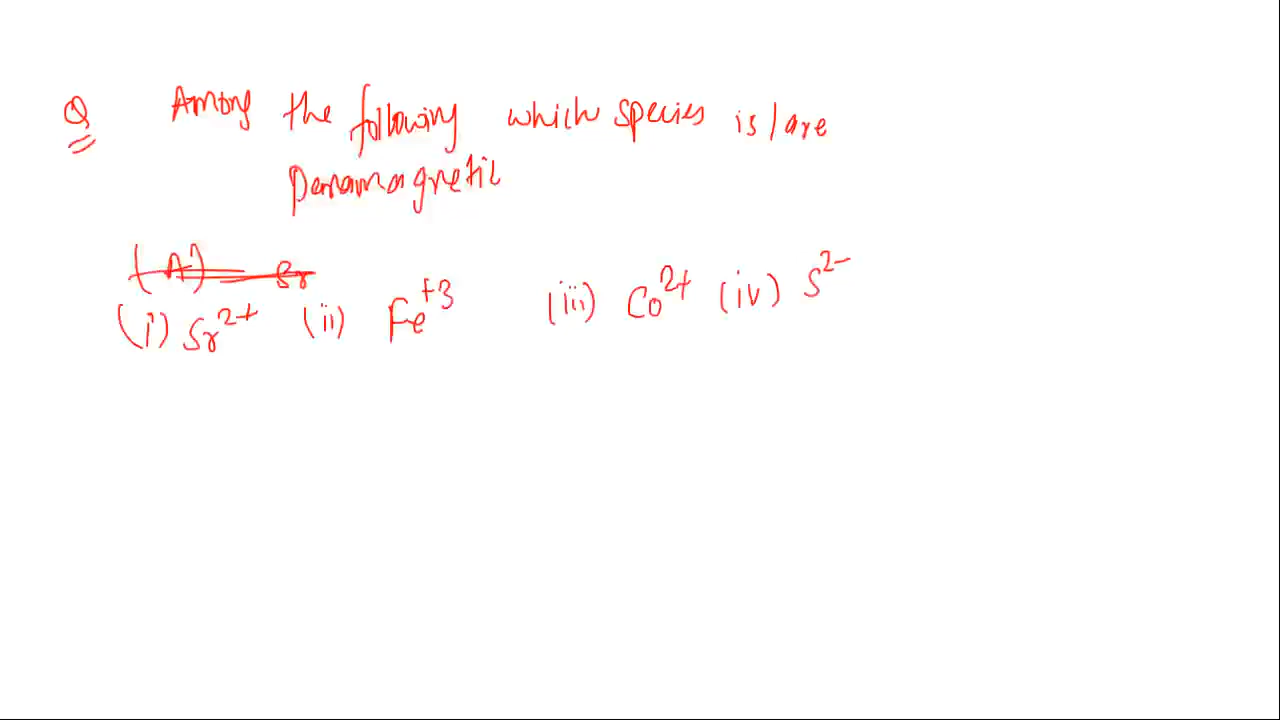 Q Among the following which species is/are
paramagnetic
(A) Sr
(i) Sr²⁺ (ii) Fe⁺³ (iii) Co²⁺ (iv) S²⁻